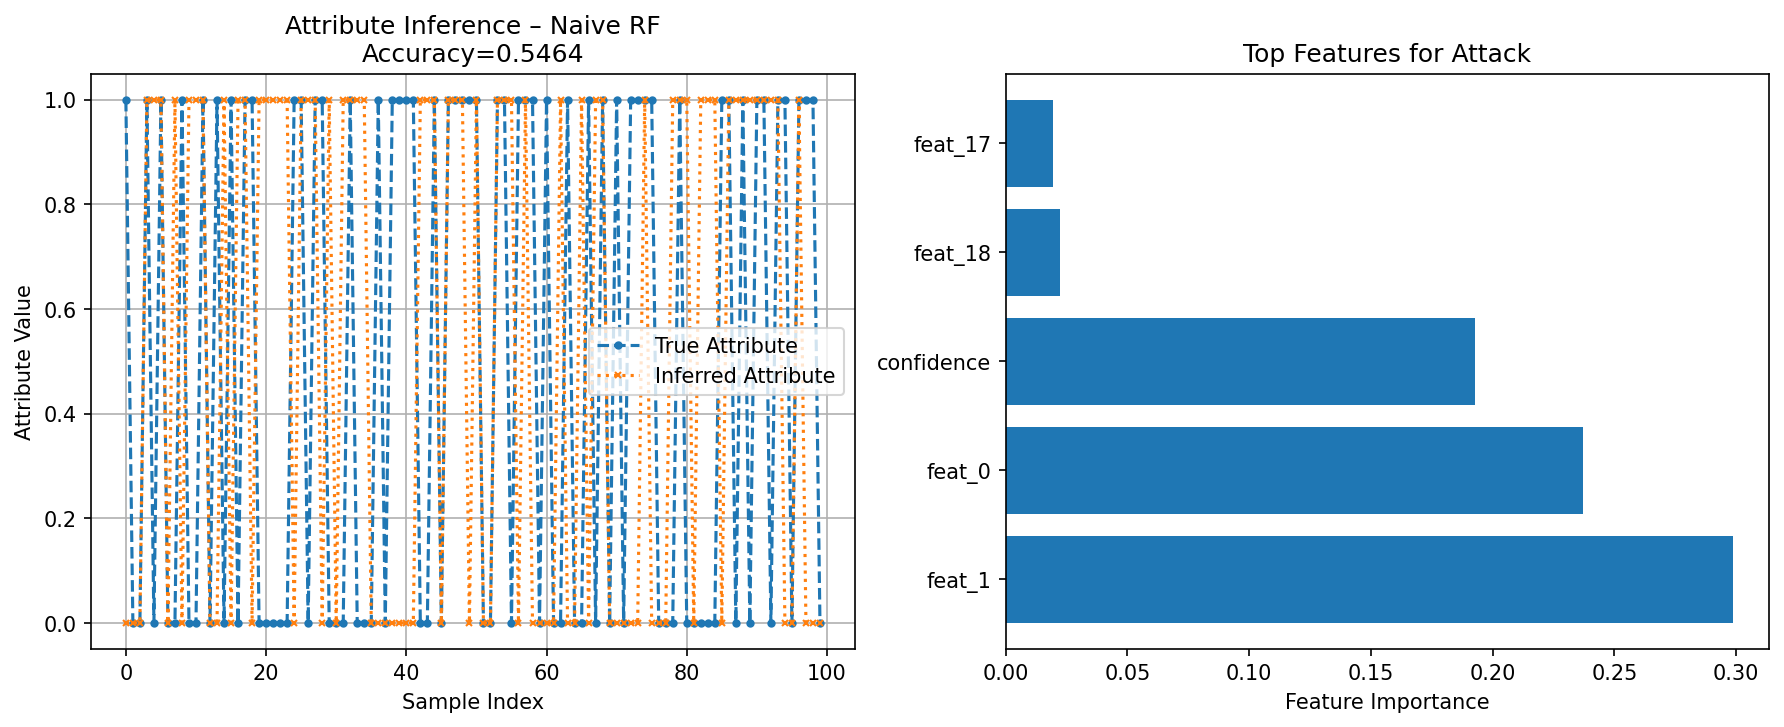 Attribute Inference – Naive RF
Accuracy=0.5464
Attribute Value
1.0
0.8
0.6
0.4
0.2
0.0
True Attribute
Inferred Attribute
0
20
40
60
80
100
Sample Index
Top Features for Attack
feat_17
feat_18
confidence
feat_0
feat_1
0.00
0.05
0.10
0.15
0.20
0.25
0.30
Feature Importance